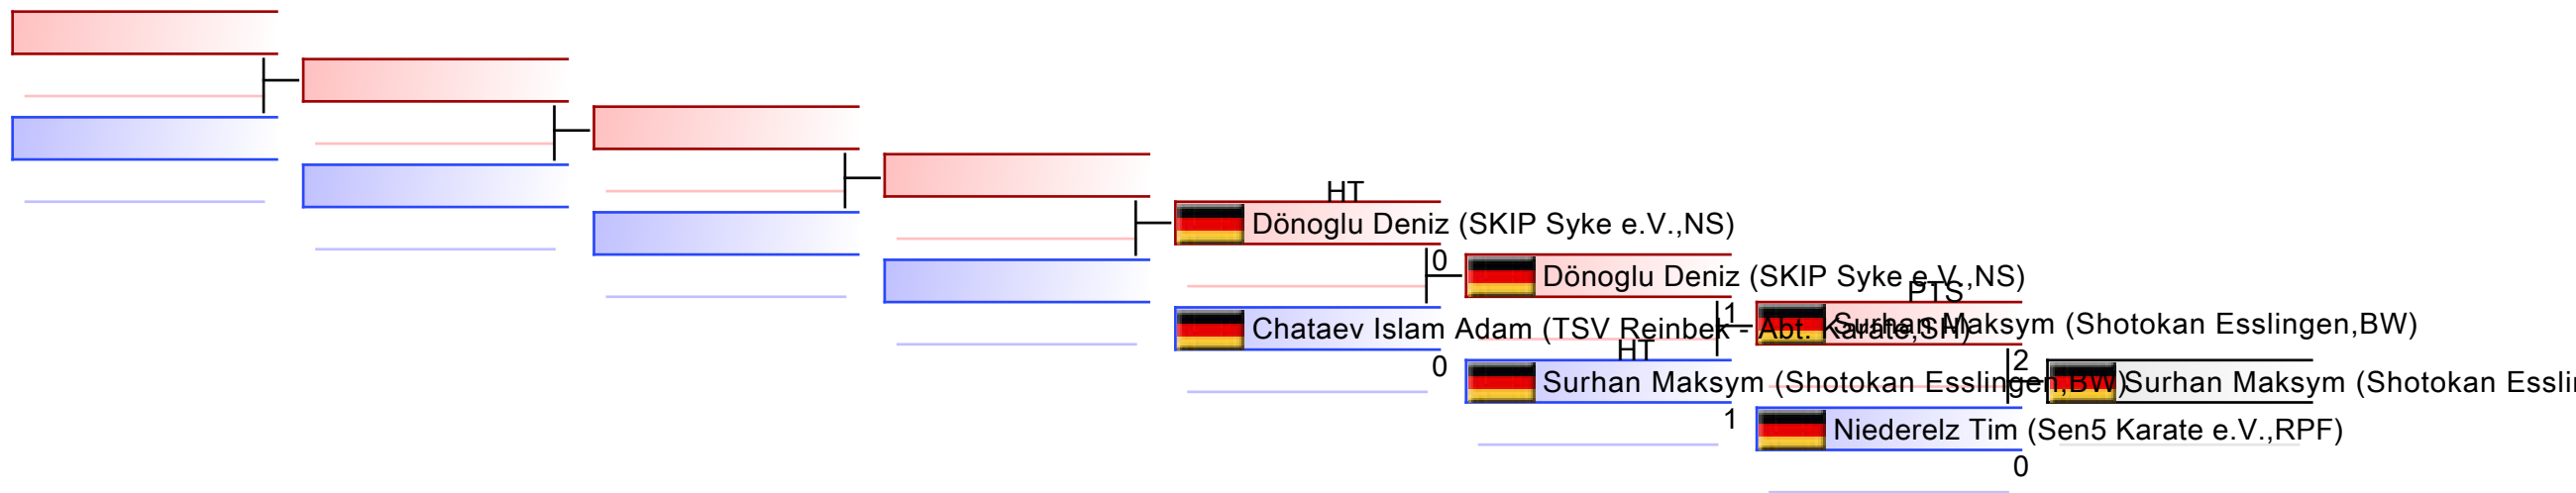 HT
Dönoglu Deniz (SKIP Syke e.V.,NS)
0
Dönoglu Deniz (SKIP Syke e.V.,NS)
PTS
1
Surhan Maksym (Shotokan Esslingen,BW)
Chataev Islam Adam (TSV Reinbek - Abt. Karate,SH)
HT
0
2
Surhan Maksym (Shotokan Esslingen,BW)
Surhan Maksym (Shotokan Essli
1
Niederelz Tim (Sen5 Karate e.V.,RPF)
0